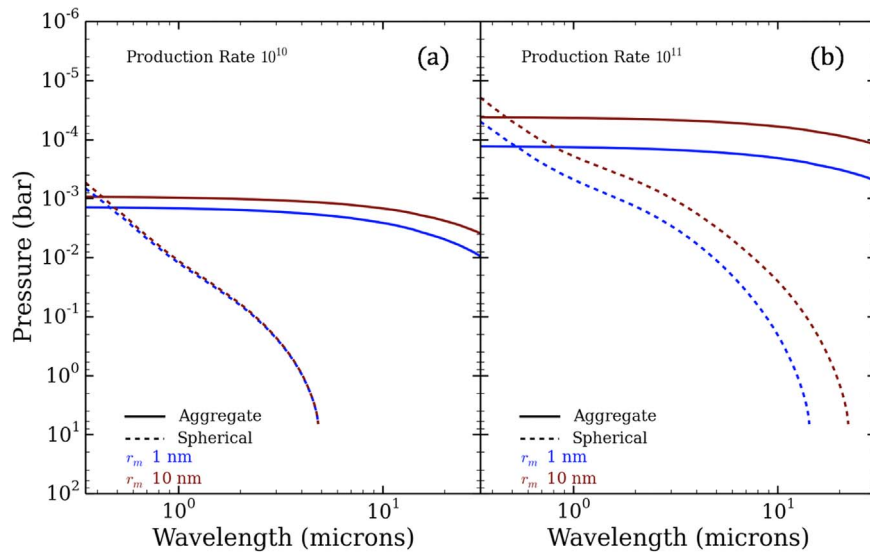 Production Rate 10^10
(a)
Production Rate 10^11
(b)
10^-6
10^-5
10^-4
10^-3
10^-2
10^-1
10^0
10^1
10^2
Pressure (bar)
Aggregate
Spherical
r_m 1 nm
r_m 10 nm
Aggregate
Spherical
r_m 1 nm
r_m 10 nm
10^0
10^1
10^0
10^1
Wavelength (microns)
Wavelength (microns)